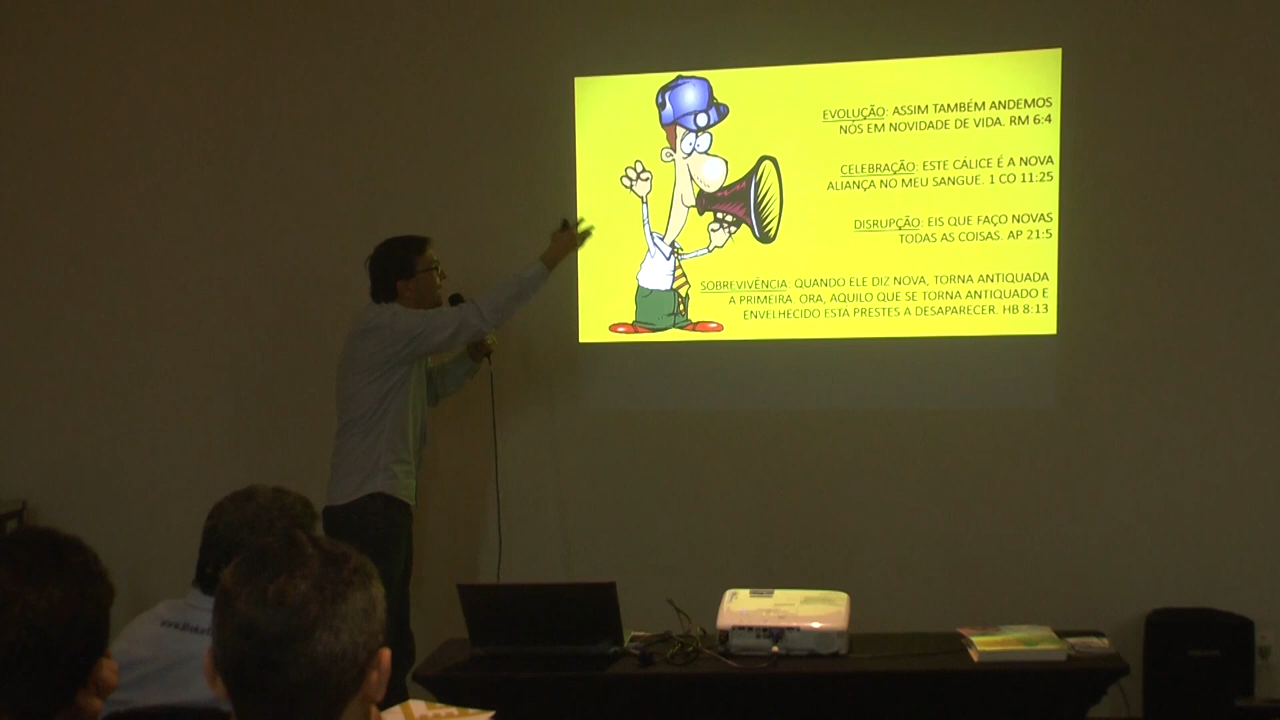 EVOLUÇÃO: ASSIM TAMBÉM ANDEMOS
NÓS EM NOVIDADE DE VIDA. RM 6:4
CELEBRAÇÃO: ESTE CÁLICE É A NOVA
ALIANÇA NO MEU SANGUE. 1 CO 11:25
DISRUPÇÃO: EIS QUE FAÇO NOVAS
TODAS AS COISAS. AP 21:5
SOBREVIVÊNCIA: QUANDO ELE DIZ NOVA, TORNA ANTIQUADA
A PRIMEIRA. ORA, AQUILO QUE SE TORNA ANTIQUADO E
ENVELHECIDO ESTÁ PRESTES A DESAPARECER. HB 8:13